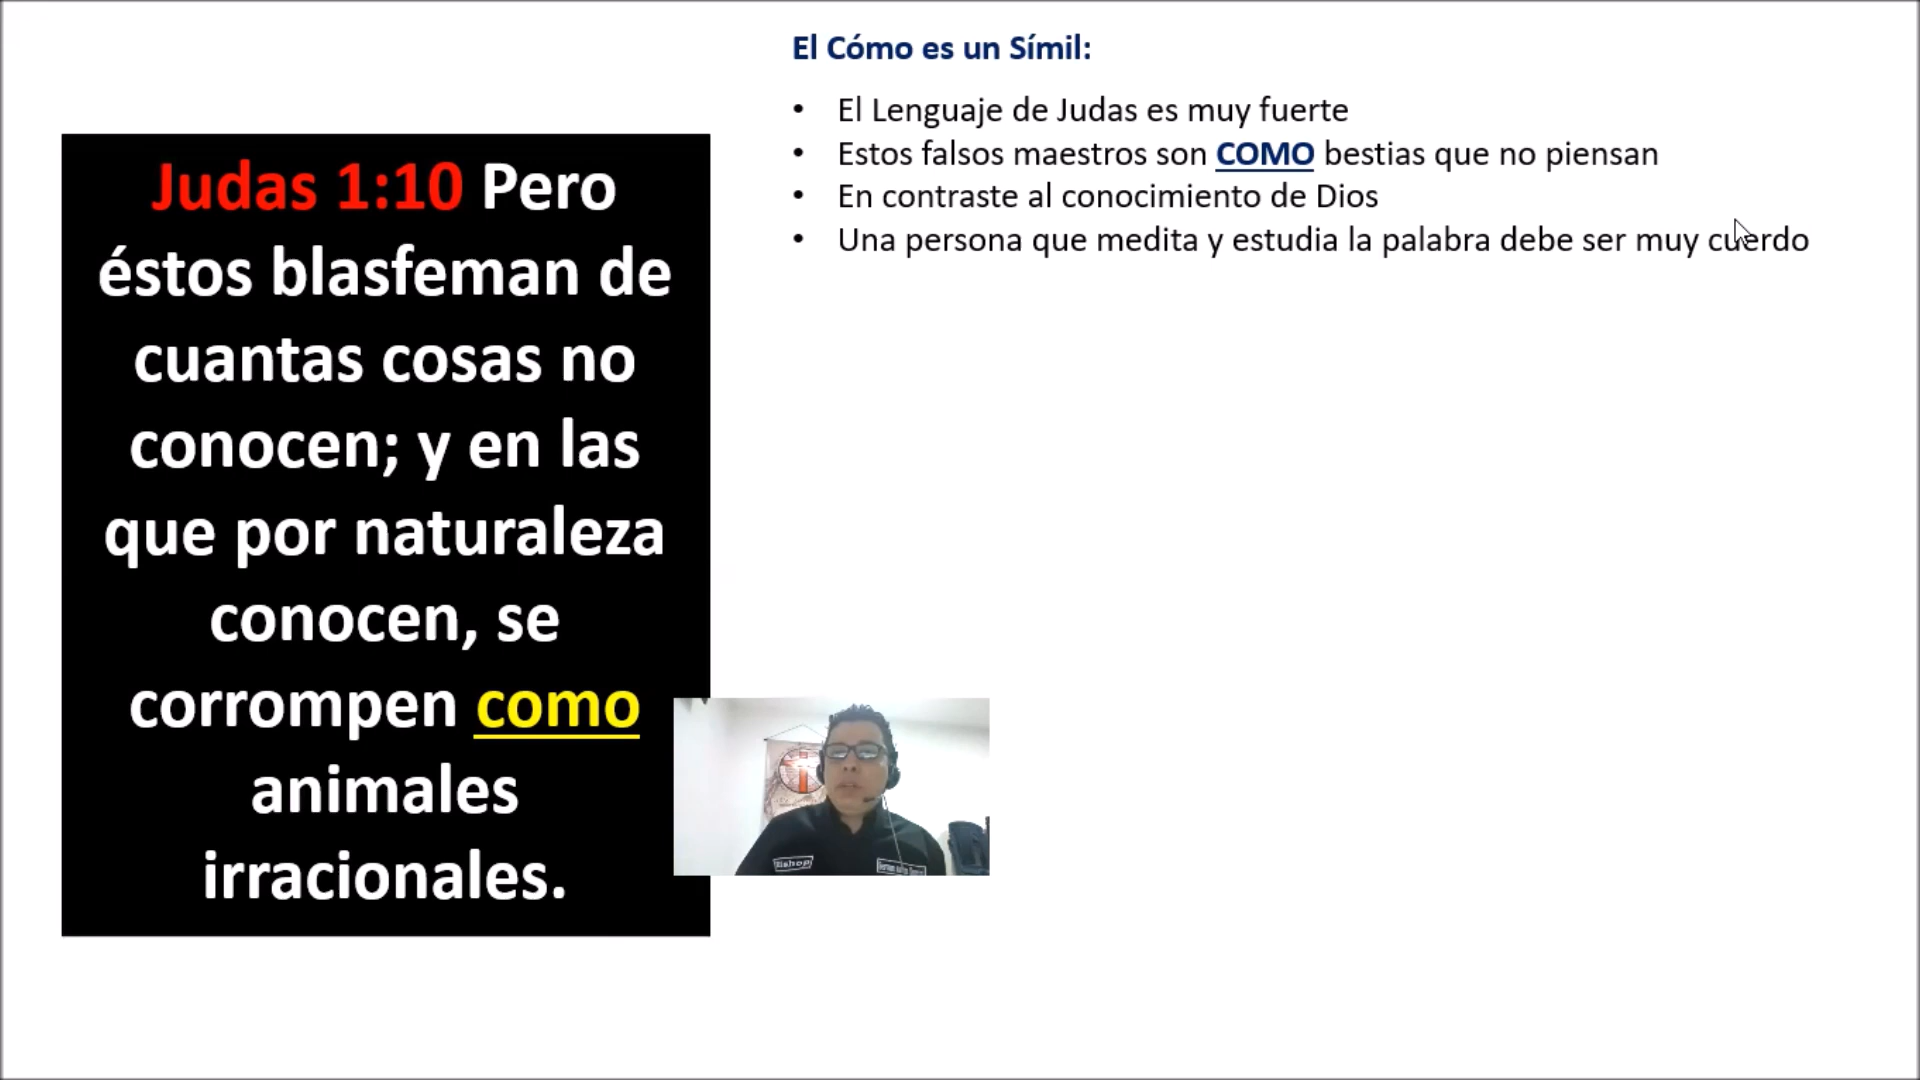 Judas 1:10 Pero
éstos blasfeman de
cuantas cosas no
conocen; y en las
que por naturaleza
conocen, se
corrompen como
animales
irracionales.
El Cómo es un Símil:
• El Lenguaje de Judas es muy fuerte
• Estos falsos maestros son COMO bestias que no piensan
• En contraste al conocimiento de Dios
• Una persona que medita y estudia la palabra debe ser muy cuerdo
Bishop